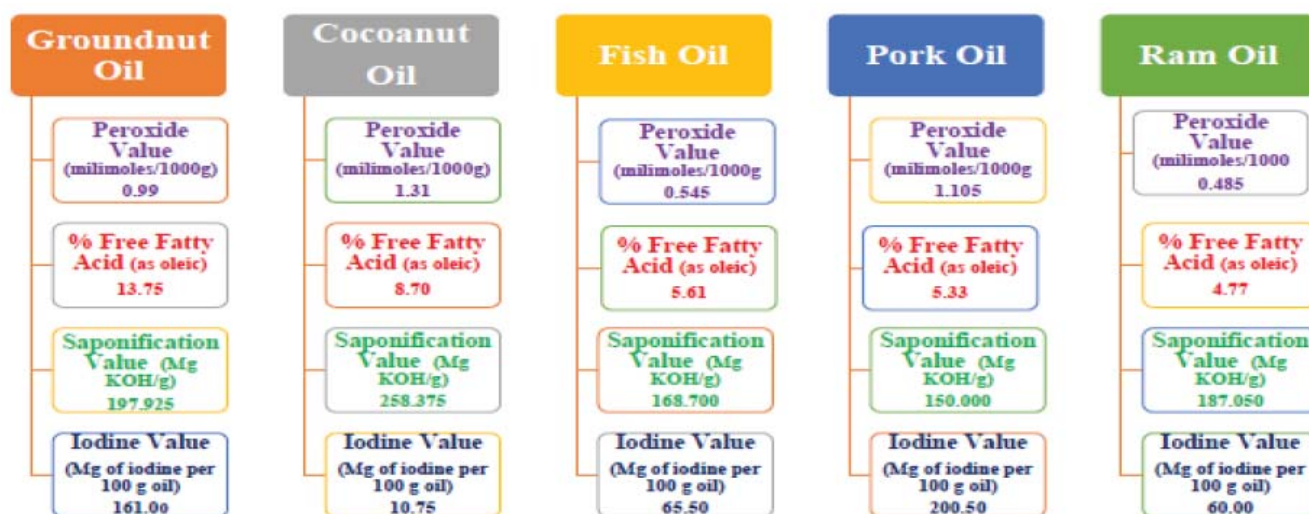 Groundnut
Oil
Peroxide
Value
(milimoles/1000g)
0.99
% Free Fatty
Acid (as oleic)
13.75
Saponification
Value (Mg
KOH/g)
197.925
Iodine Value
(Mg of iodine per
100 g oil)
161.00
Cocoanut
Oil
Peroxide
Value
(milimoles/1000g)
1.31
% Free Fatty
Acid (as oleic)
8.70
Saponification
Value (Mg
KOH/g)
258.375
Iodine Value
(Mg of iodine per
100 g oil)
10.75
Fish Oil
Peroxide
Value
(milimoles/1000g
0.545
% Free Fatty
Acid (as oleic)
5.61
Saponification
Value (Mg
KOH/g)
168.700
Iodine Value
(Mg of iodine per
100 g oil)
65.50
Pork Oil
Peroxide
Value
(milimoles/1000g
1.105
% Free Fatty
Acid (as oleic)
5.33
Saponification
Value (Mg
KOH/g)
150.000
Iodine Value
(Mg of iodine per
100 g oil)
200.50
Ram Oil
Peroxide
Value
(milimoles/1000
0.485
% Free Fatty
Acid (as oleic)
4.77
Saponification
Value (Mg
KOH/g)
187.050
Iodine Value
(Mg of iodine per
100 g oil)
60.00